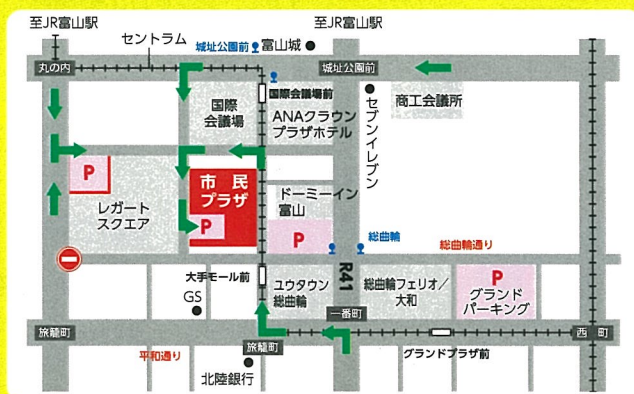 至JR富山駅
至JR富山駅
セントラム
城址公園前
富山城
丸の内
城址公園前
国際会議場前
国際
会議場
ANAクラウン
プラザホテル
セブンイレブン
商工会議所
P
レガート
スクエア
市民
プラザ
P
ドーミーイン
富山
P
総曲輪
総曲輪通り
大手モール前
GS
ユウタウン
総曲輪
R41
総曲輪フェリオ/
大和
P
グランド
パーキング
一番町
旅籠町
旅籠町
西町
平和通り
グランドプラザ前
北陸銀行